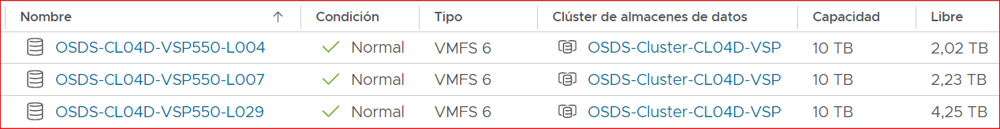 Nombre Condición Tipo Clúster de almacenes de datos Capacidad Libre
OSDS-CL04D-VSP550-L004 Normal VMFS 6 OSDS-Cluster-CL04D-VSP 10 TB 2,02 TB
OSDS-CL04D-VSP550-L007 Normal VMFS 6 OSDS-Cluster-CL04D-VSP 10 TB 2,23 TB
OSDS-CL04D-VSP550-L029 Normal VMFS 6 OSDS-Cluster-CL04D-VSP 10 TB 4,25 TB